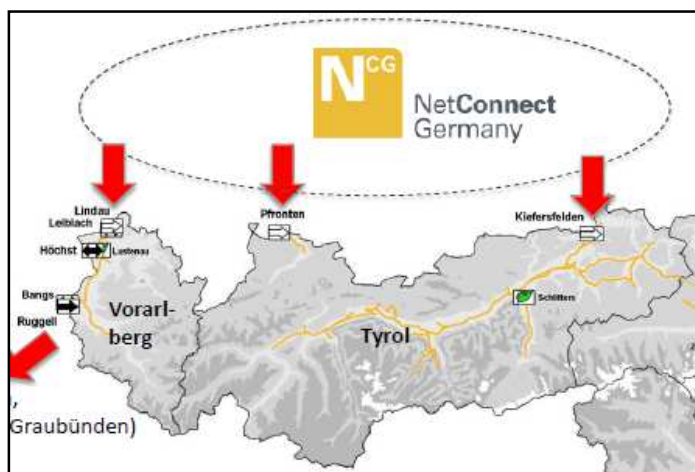 NCG
NetConnect
Germany
Lindau
Leiblach
Pfronten
Kiefersfelden
Höchst
Lustenau
Bangs
Ruggell
Vorarl-
berg
Tyrol
Schlitters
Graubünden)